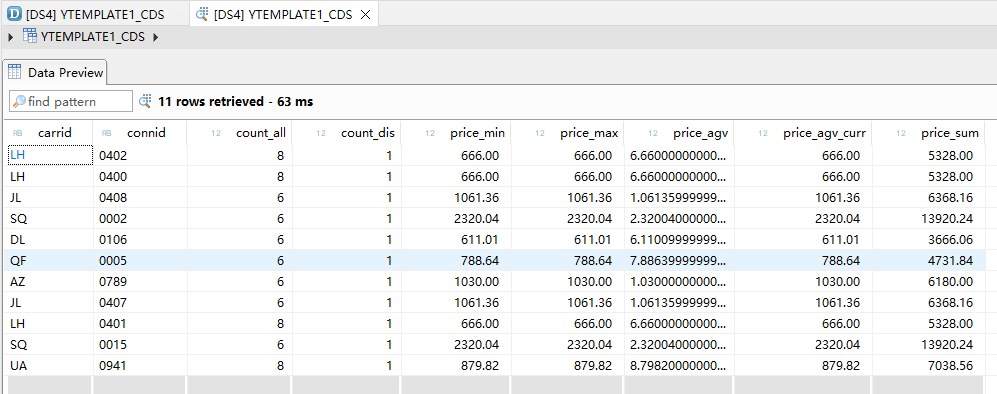 [DS4] YTEMPLATE1_CDS [DS4] YTEMPLATE1_CDS
YTEMPLATE1_CDS
Data Preview
find pattern 11 rows retrieved - 63 ms
RB carrid RB connid 12 count_all 12 count_dis 12 price_min 12 price_max 12 price_agv 12 price_agv_curr 12 price_sum
LH 0402 8 1 666.00 666.00 6.66000000000... 666.00 5328.00
LH 0400 8 1 666.00 666.00 6.66000000000... 666.00 5328.00
JL 0408 6 1 1061.36 1061.36 1.06135999999... 1061.36 6368.16
SQ 0002 6 1 2320.04 2320.04 2.32004000000... 2320.04 13920.24
DL 0106 6 1 611.01 611.01 6.11009999999... 611.01 3666.06
QF 0005 6 1 788.64 788.64 7.88639999999... 788.64 4731.84
AZ 0789 6 1 1030.00 1030.00 1.03000000000... 1030.00 6180.00
JL 0407 6 1 1061.36 1061.36 1.06135999999... 1061.36 6368.16
LH 0401 8 1 666.00 666.00 6.66000000000... 666.00 5328.00
SQ 0015 6 1 2320.04 2320.04 2.32004000000... 2320.04 13920.24
UA 0941 8 1 879.82 879.82 8.79820000000... 879.82 7038.56